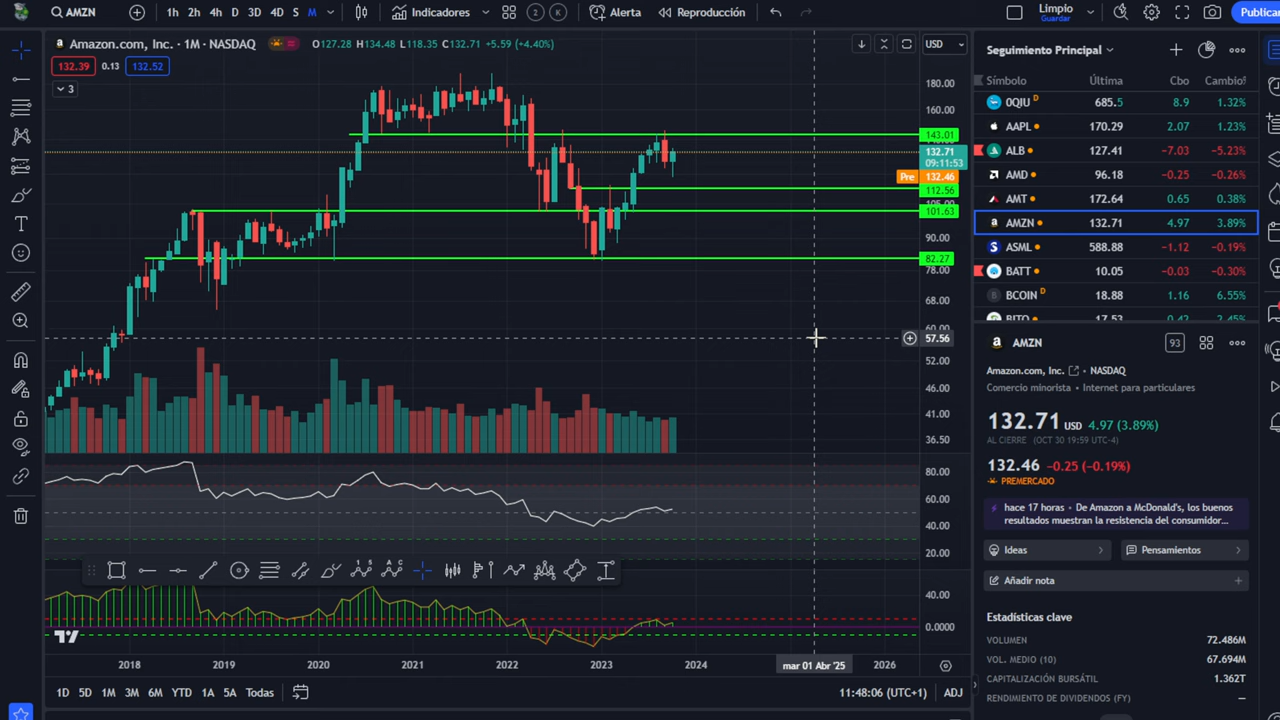 AMZN
1h 2h 4h D 3D 4D S M
Indicadores
2 K
Alerta
Reproducción
Limpio
Guardar
Publicar
Amazon.com, Inc. · 1M · NASDAQ
O127.28 H134.48 L118.35 C132.71 +5.59 (+4.40%)
USD
132.39 0.13 132.52
3
180.00
160.00
143.01
132.71
09:11:53
Pre 132.46
112.56
105.00
101.63
90.00
82.27
78.00
68.00
60.00
57.56
52.00
46.00
41.00
36.50
80.00
60.00
40.00
20.00
40.00
0.0000
2018 2019 2020 2021 2022 2023 2024 mar 01 Abr '25 2026
1D 5D 1M 3M 6M YTD 1A 5A Todas
11:48:06 (UTC+1) ADJ
Seguimiento Principal
Símbolo Última Cbo Cambio%
0QJU D 685.5 8.9 1.32%
AAPL 170.29 2.07 1.23%
ALB 127.41 −7.03 −5.23%
AMD 96.18 −0.25 −0.26%
AMT 172.64 0.65 0.38%
AMZN 132.71 4.97 3.89%
ASML 588.88 −1.12 −0.19%
BATT 10.05 −0.03 −0.30%
BCOIN D 18.88 1.16 6.55%
BITO 17.53 0.42 2.45%
AMZN
93
Amazon.com, Inc. • NASDAQ
Comercio minorista • Internet para particulares
132.71 USD 4.97 (3.89%)
AL CIERRE (OCT 30 19:59 UTC-4)
132.46 −0.25 (−0.19%)
PREMERCADO
hace 17 horas • De Amazon a McDonald's, los buenos
resultados muestran la resistencia del consumidor...
Ideas
Pensamientos
Añadir nota
Estadísticas clave
VOLUMEN 72.486M
VOL. MEDIO (10) 67.694M
CAPITALIZACIÓN BURSÁTIL 1.362T
RENDIMIENTO DE DIVIDENDOS (FY) —